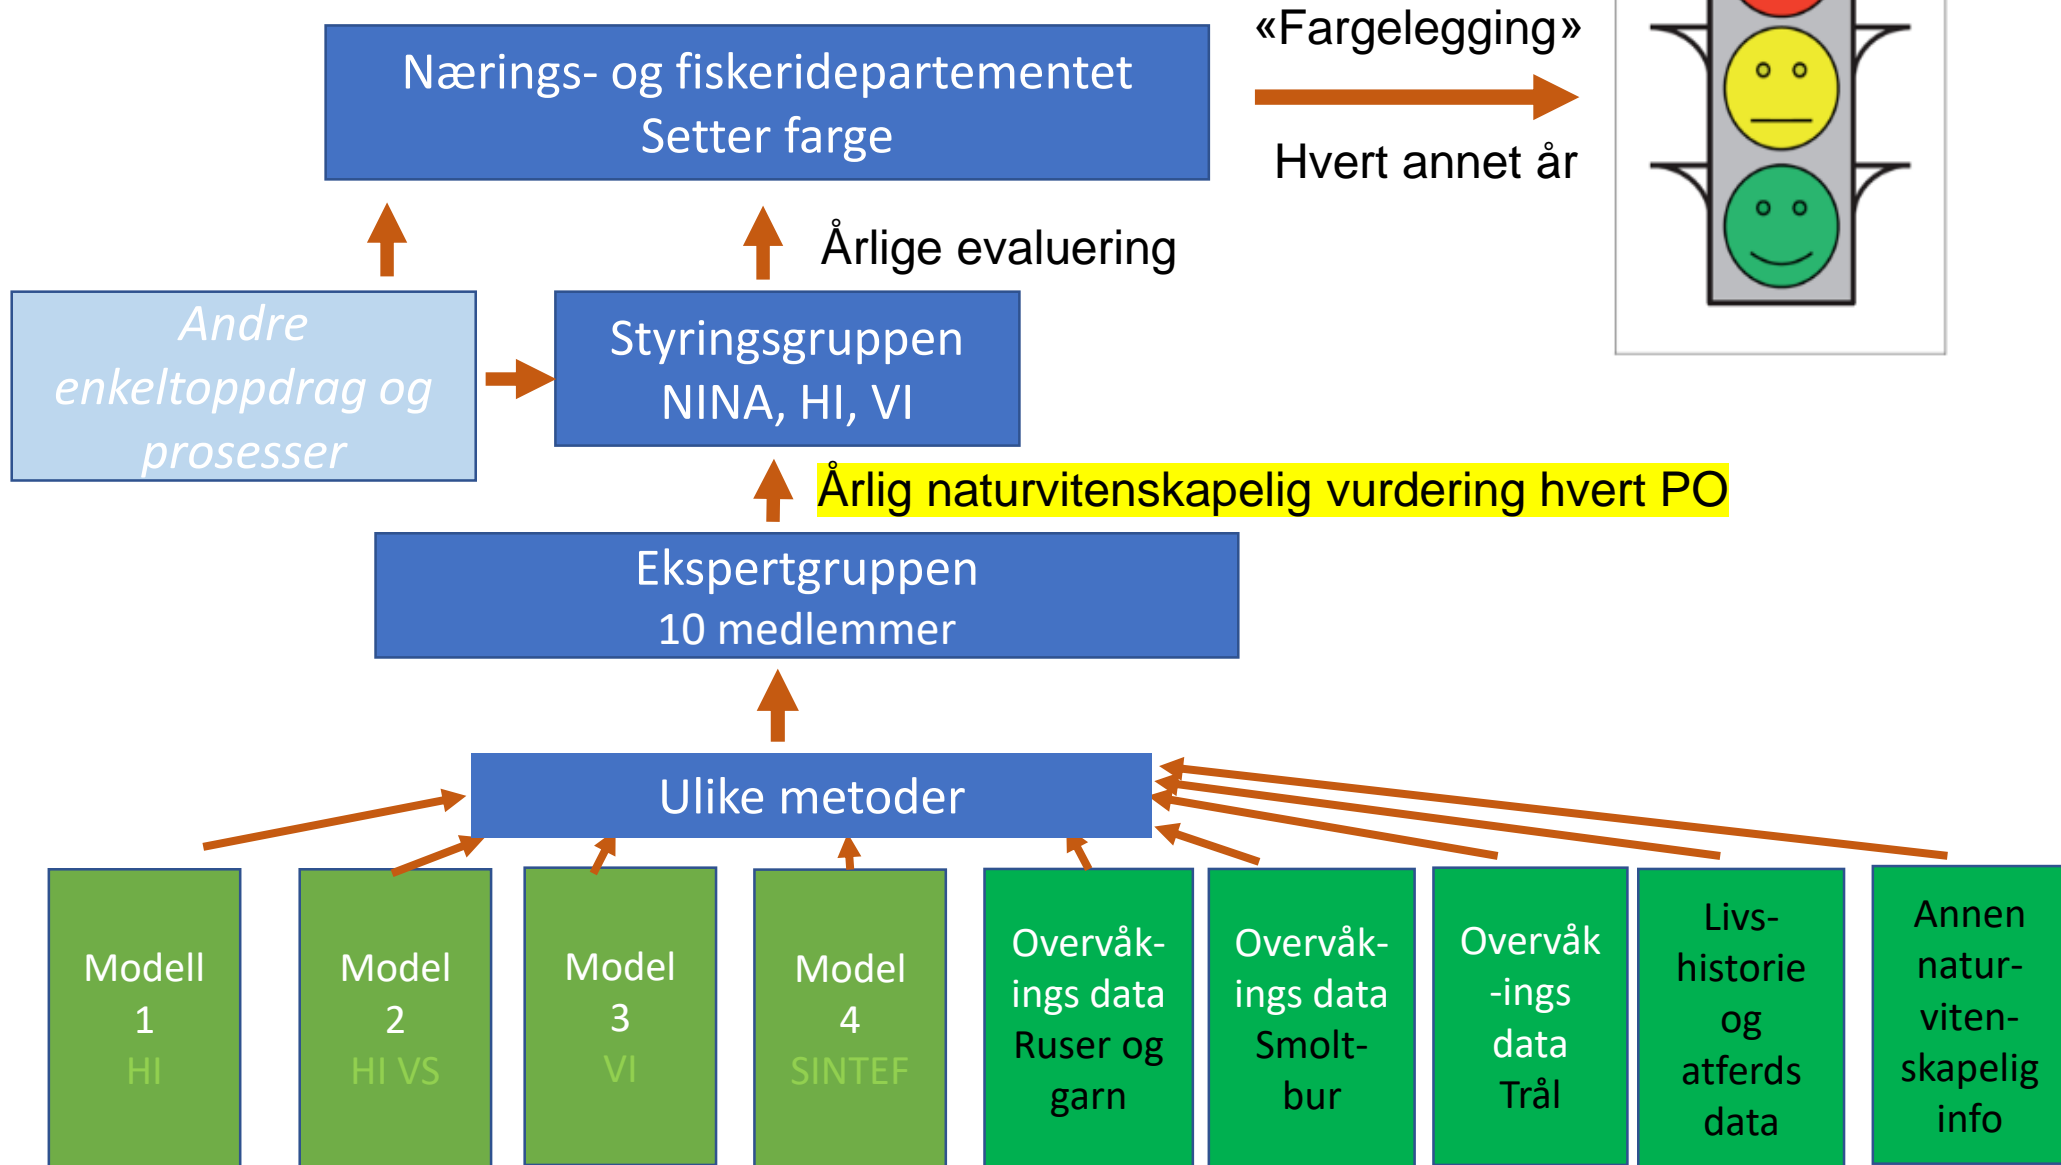 «Fargelegging»
Nærings- og fiskeridepartementet
Setter farge
Hvert annet år
Årlige evaluering
Andre
enkeltoppdrag og
prosesser
Styringsgruppen
NINA, HI, VI
Årlig naturvitenskapelig vurdering hvert PO
Ekspertgruppen
10 medlemmer
Ulike metoder
Modell
1
HI
Model
2
HI VS
Model
3
VI
Model
4
SINTEF
Overvåk-
ings data
Ruser og
garn
Overvåk-
ings data
Smolt-
bur
Overvåk
-ings
data
Trål
Livs-
historie
og
atferds
data
Annen
natur-
viten-
skapelig
info